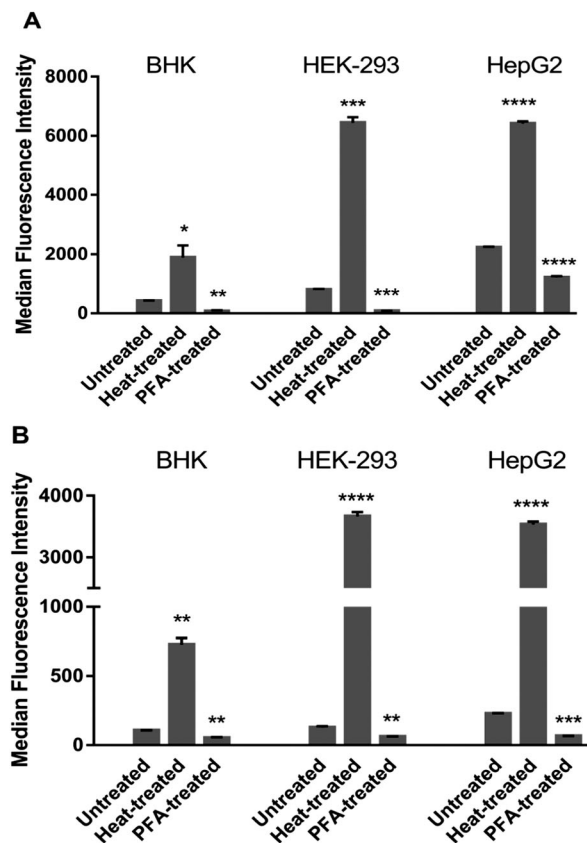 A
BHK HEK-293 HepG2
Median Fluorescence Intensity
8000
6000
4000
2000
0
* ** *** *** **** ****
Untreated Heat-treated PFA-treated Untreated Heat-treated PFA-treated Untreated Heat-treated PFA-treated
B
BHK HEK-293 HepG2
Median Fluorescence Intensity
4000
3000
1000
500
0
** ** **** ** **** ***
Untreated Heat-treated PFA-treated Untreated Heat-treated PFA-treated Untreated Heat-treated PFA-treated